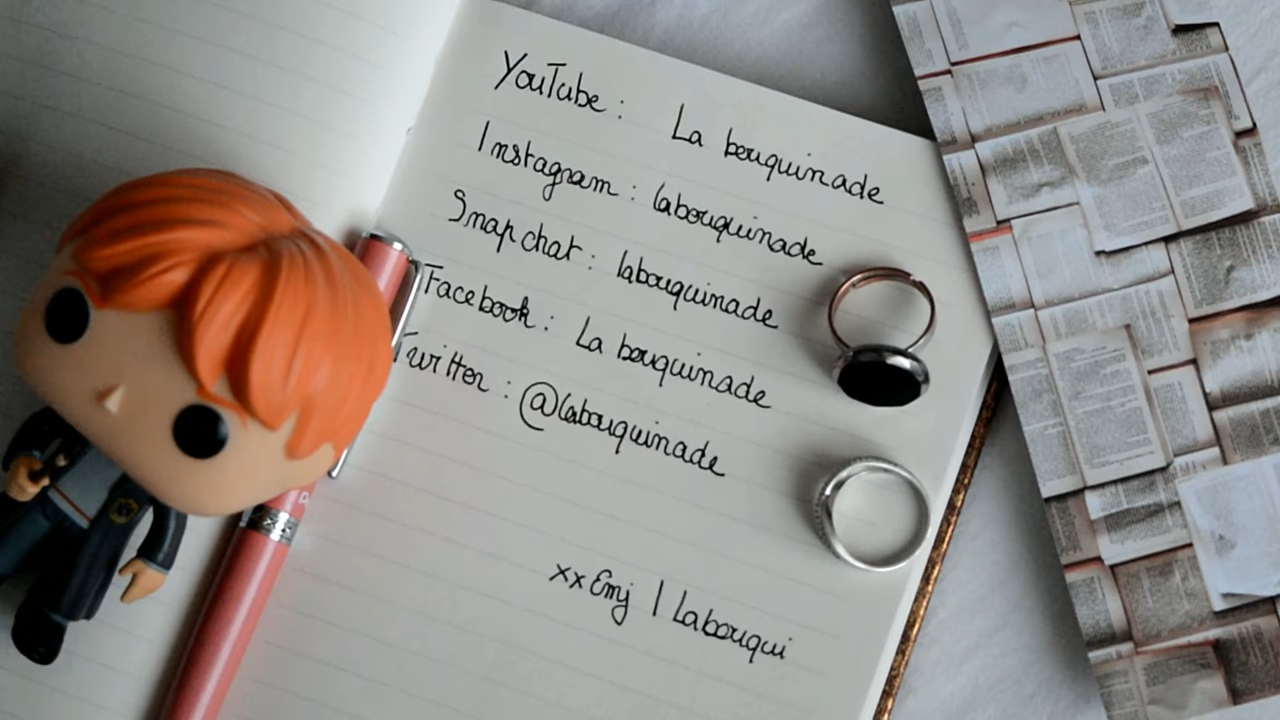 YouTube : La bouquinade
Instagram : labouquinade
Snapchat : labouquinade
Facebook : La bouquinade
Twitter : @labouquinade
xx Emj | Labouqui